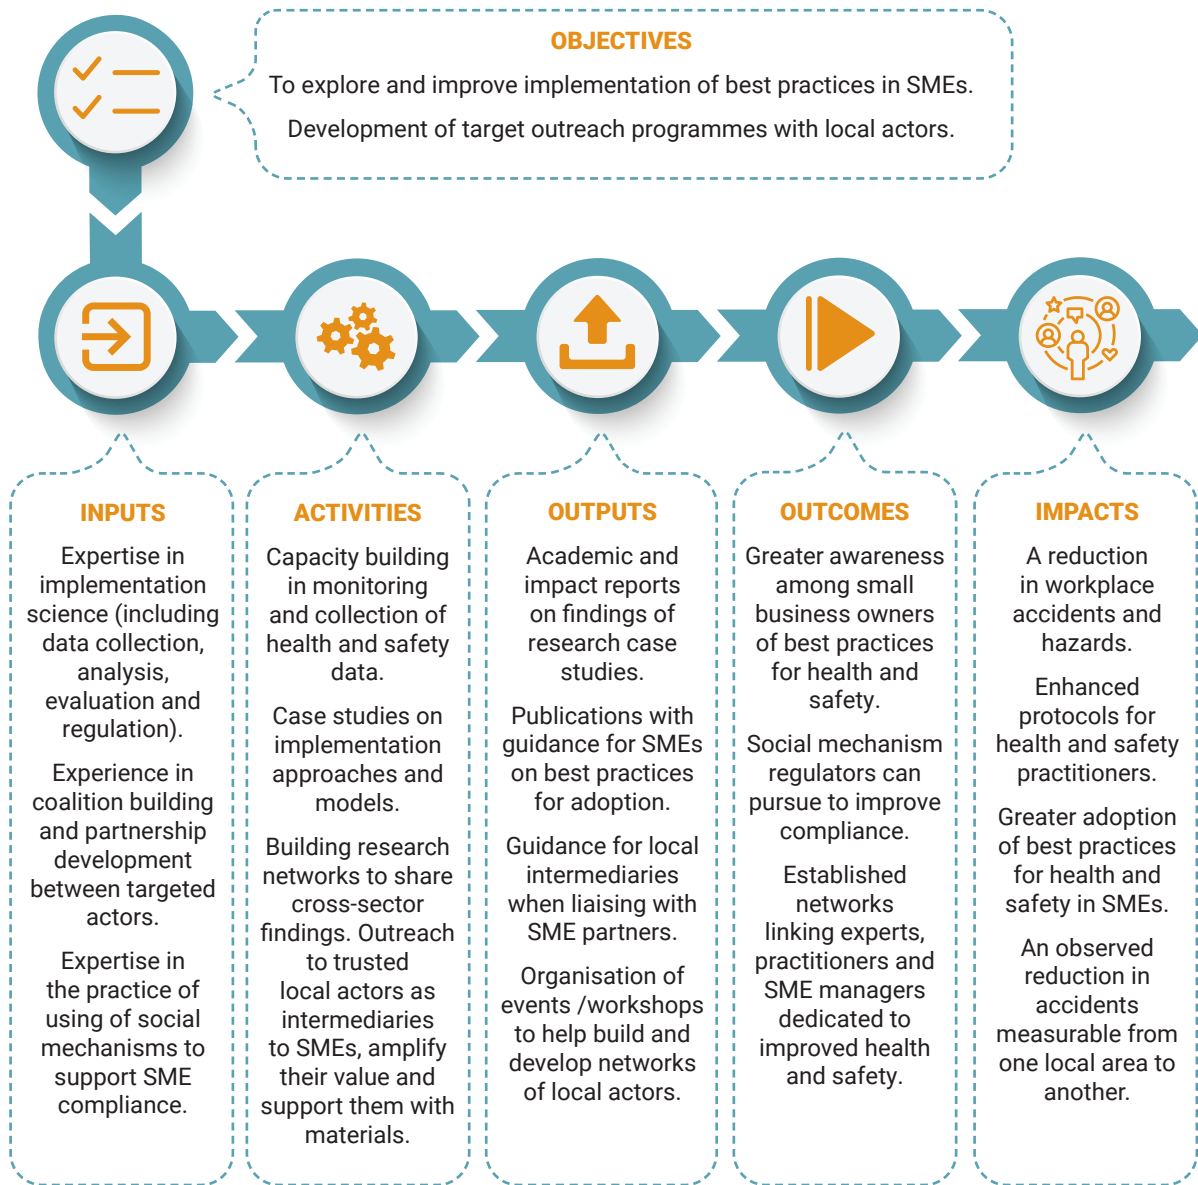 OBJECTIVES
To explore and improve implementation of best practices in SMEs.
Development of target outreach programmes with local actors.
INPUTS
Expertise in
implementation
science (including
data collection,
analysis,
evaluation and
regulation).
Experience in
coalition building
and partnership
development
between targeted
actors.
Expertise in
the practice of
using of social
mechanisms to
support SME
compliance.
ACTIVITIES
Capacity building
in monitoring
and collection of
health and safety
data.
Case studies on
implementation
approaches and
models.
Building research
networks to share
cross-sector
findings. Outreach
to trusted
local actors as
intermediaries
to SMEs, amplify
their value and
support them with
materials.
OUTPUTS
Academic and
impact reports
on findings of
research case
studies.
Publications with
guidance for SMEs
on best practices
for adoption.
Guidance for local
intermediaries
when liaising with
SME partners.
Organisation of
events /workshops
to help build and
develop networks
of local actors.
OUTCOMES
Greater awareness
among small
business owners
of best practices
for health and
safety.
Social mechanism
regulators can
pursue to improve
compliance.
Established
networks
linking experts,
practitioners and
SME managers
dedicated to
improved health
and safety.
IMPACTS
A reduction
in workplace
accidents and
hazards.
Enhanced
protocols for
health and safety
practitioners.
Greater adoption
of best practices
for health and
safety in SMEs.
An observed
reduction in
accidents
measurable from
one local area to
another.